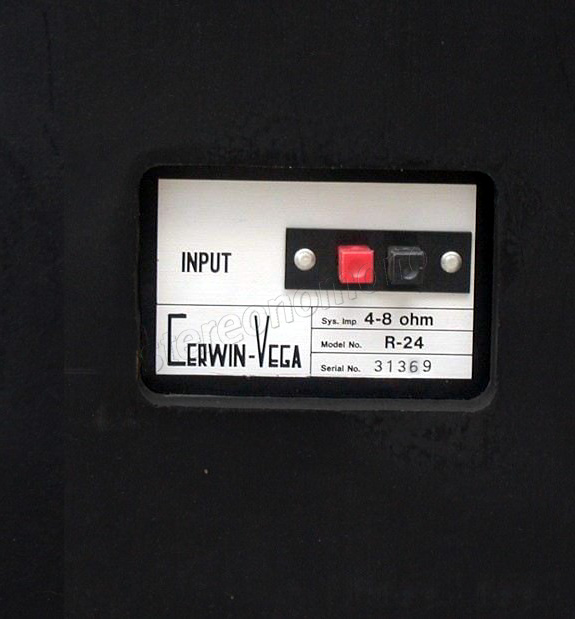 INPUT
CERWIN-VEGA
Sys. Imp 4-8 ohm
Model No. R-24
Serial No. 31369